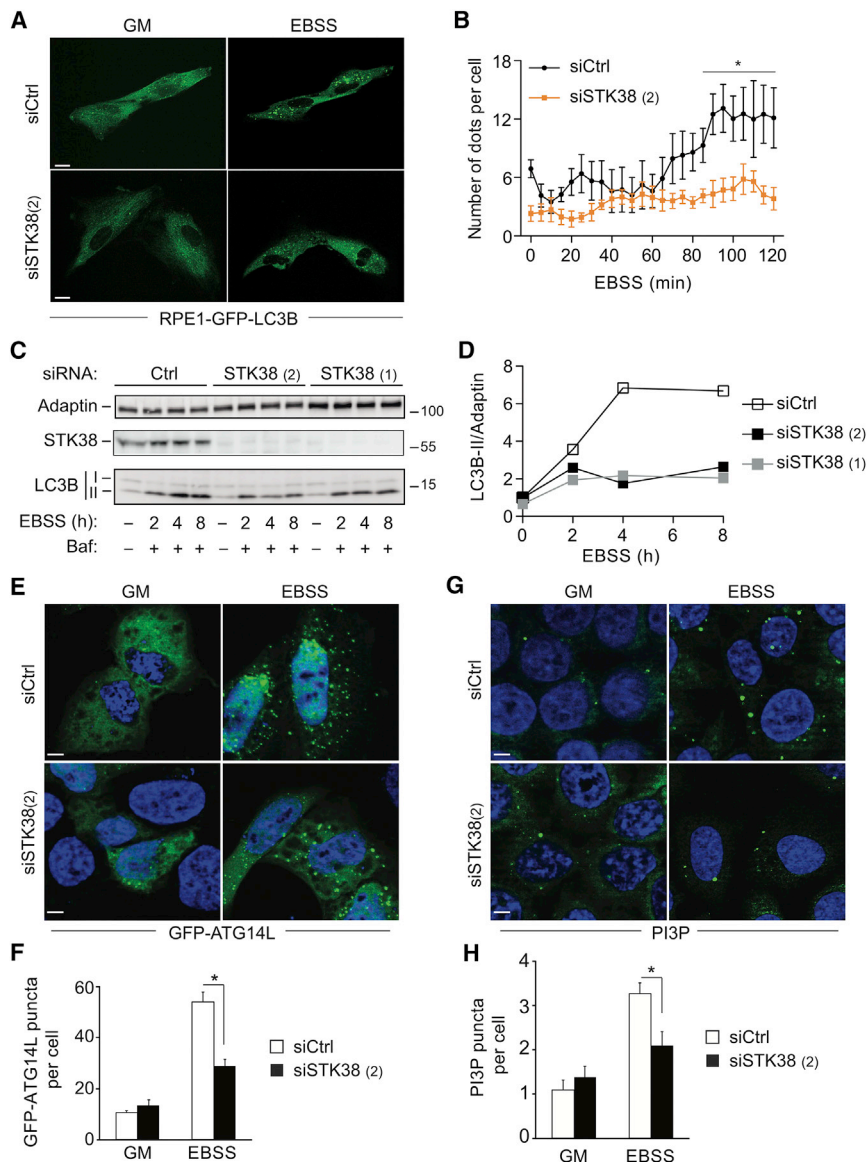 A
GM EBSS
siCtrl
siSTK38(2)
RPE1-GFP-LC3B
B
Number of dots per cell
18
12
6
0
siCtrl
siSTK38 (2)
*
0 20 40 60 80 100 120
EBSS (min)
C
siRNA: Ctrl STK38 (2) STK38 (1)
Adaptin – –100
STK38 – –55
LC3B I – –15
II –
EBSS (h): – 2 4 8 – 2 4 8 – 2 4 8
Baf: – + + + – + + + – + + +
D
LC3B-II/Adaptin
8
6
4
2
0
0 2 4 6 8
EBSS (h)
siCtrl
siSTK38 (2)
siSTK38 (1)
E
GM EBSS
siCtrl
siSTK38(2)
GFP-ATG14L
G
GM EBSS
siCtrl
siSTK38(2)
PI3P
F
GFP-ATG14L puncta
per cell
60
40
20
0
*
GM EBSS
siCtrl
siSTK38 (2)
H
PI3P puncta
per cell
4
3
2
1
0
*
GM EBSS
siCtrl
siSTK38 (2)